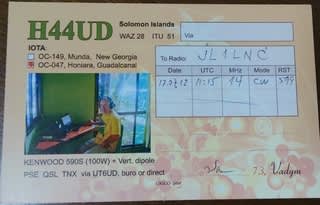 H44UD
Solomon Islands
WAZ 28 ITU 51
Via
IOTA:
OC-149, Munda, New Georgia
OC-047, Honiara, Guadalcanal
To Radio: JL1LNC
Date UTC MHz Mode RST
11:15 14 CW 599
KENWOOD 590S (100W) + Vert. dipole
PSE QSL TNX via UT6UD, buro or direct
73, Vadym